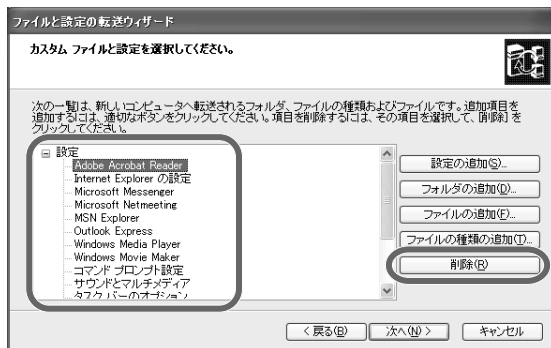 ファイルと設定の転送ウィザード
カスタム ファイルと設定を選択してください。
次の一覧は、新しいコンピュータへ転送されるフォルダ、ファイルの種類およびファイルです。追加項目を
追加するには、適切なボタンをクリックしてください。項目を削除するには、その項目を選択して、[削除] を
クリックしてください。
設定
Adobe Acrobat Reader
Internet Explorer の設定
Microsoft Messenger
Microsoft Netmeeting
MSN Explorer
Outlook Express
Windows Media Player
Windows Movie Maker
コマンド プロンプト設定
サウンドとマルチメディア
タスク バーのオプション
設定の追加(S)...
フォルダの追加(D)...
ファイルの追加(F)...
ファイルの種類の追加(T)...
削除(R)
< 戻る(B)
次へ(N) >
キャンセル